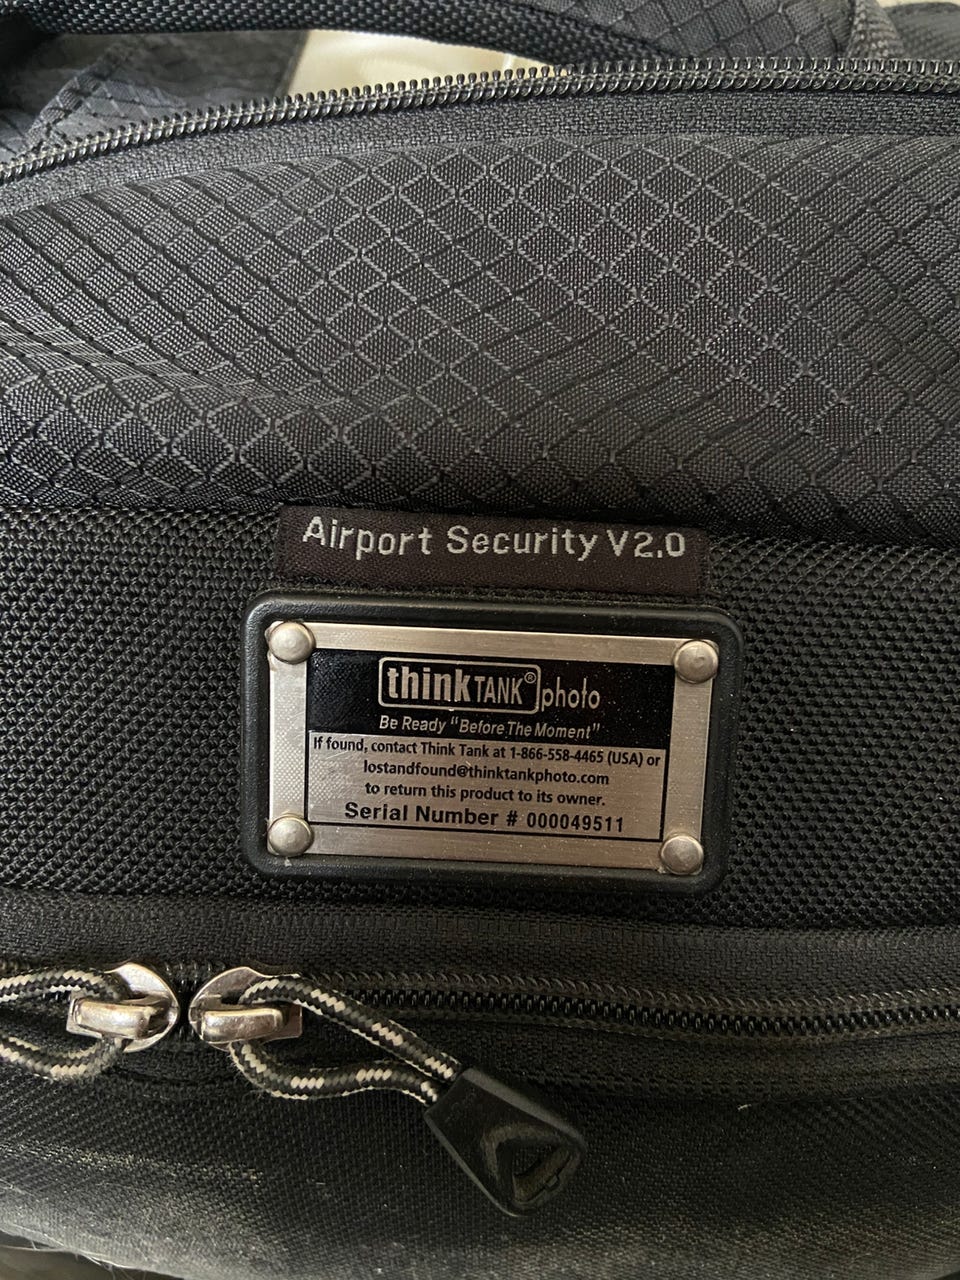 Airport Security V2.0
thinkTANK® photo
Be Ready "Before The Moment"
If found, contact Think Tank at 1-866-558-4465 (USA) or
lostandfound@thinktankphoto.com
to return this product to its owner.
Serial Number # 000049511